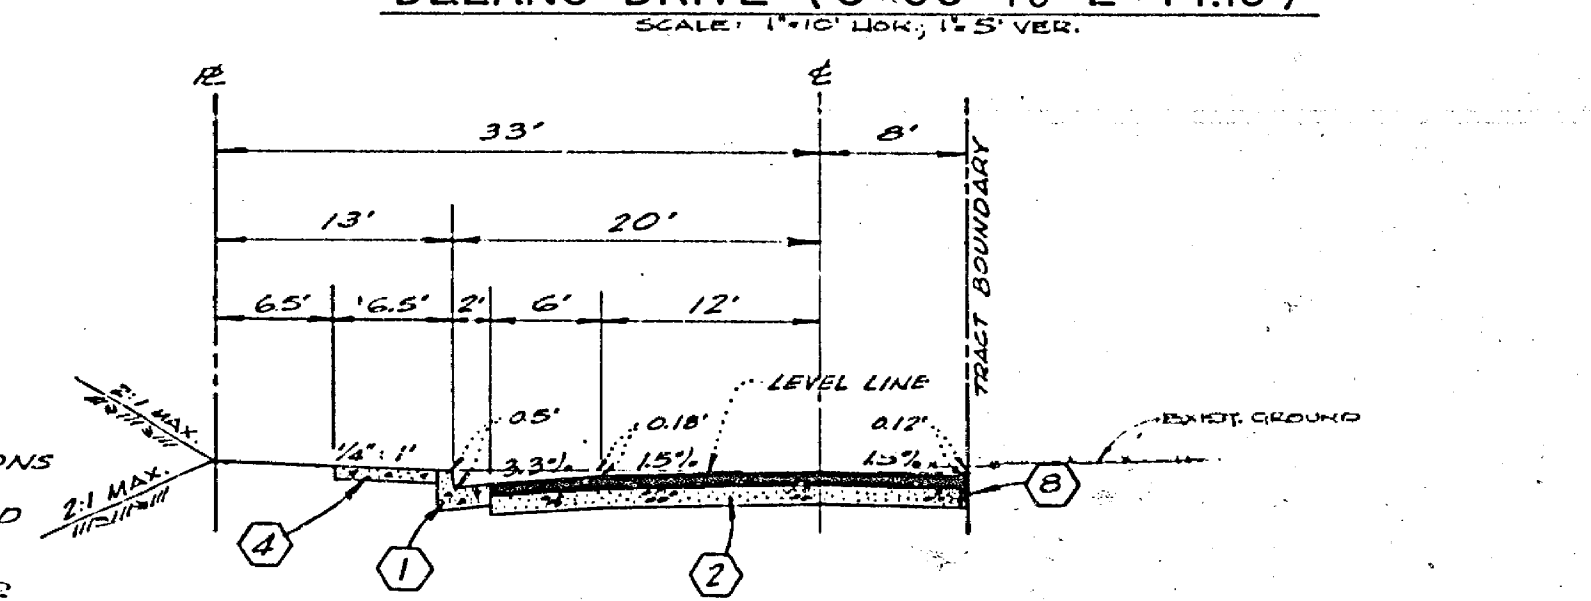 DELANO DRIVE
SCALE: 1"=10' HOR.; 1"=5' VER.
33'
8'
13'
20'
6.5'
6.5'
2'
6'
12'
TRACT BOUNDARY
LEVEL LINE
2:1 MAX.
0.5'
0.18'
0.12'
EXIST. GROUND
1/4":1'
3.3%
1.5%
1.5%
2:1 MAX.
8
4
1
2